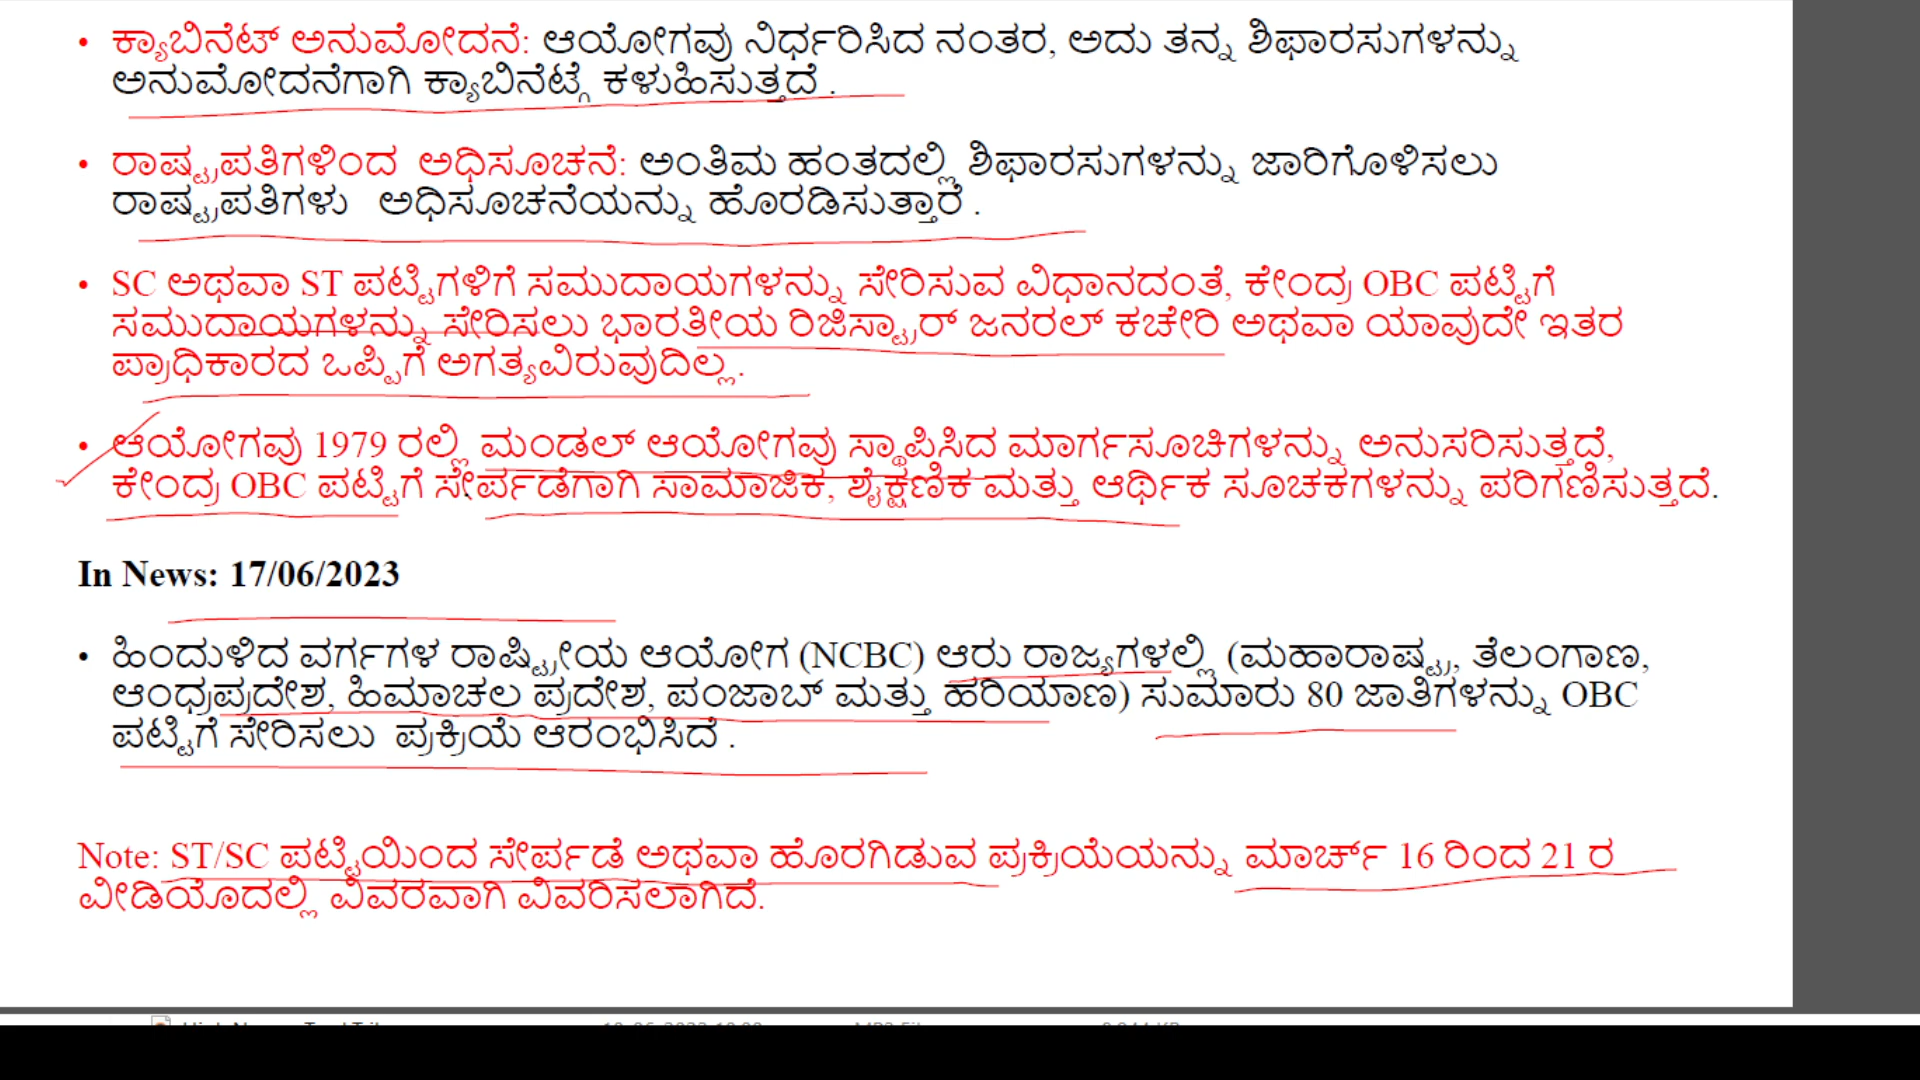 • ಕ್ಯಾಬಿನೆಟ್ ಅನುಮೋದನೆ: ಆಯೋಗವು ನಿರ್ಧರಿಸಿದ ನಂತರ, ಅದು ತನ್ನ ಶಿಫಾರಸುಗಳನ್ನು
ಅನುಮೋದನೆಗಾಗಿ ಕ್ಯಾಬಿನೆಟ್ಗೆ ಕಳುಹಿಸುತ್ತದೆ .
• ರಾಷ್ಟ್ರಪತಿಗಳಿಂದ ಅಧಿಸೂಚನೆ: ಅಂತಿಮ ಹಂತದಲ್ಲಿ ಶಿಫಾರಸುಗಳನ್ನು ಜಾರಿಗೊಳಿಸಲು
ರಾಷ್ಟ್ರಪತಿಗಳು ಅಧಿಸೂಚನೆಯನ್ನು ಹೊರಡಿಸುತ್ತಾರೆ .
• SC ಅಥವಾ ST ಪಟ್ಟಿಗಳಿಗೆ ಸಮುದಾಯಗಳನ್ನು ಸೇರಿಸುವ ವಿಧಾನದಂತೆ, ಕೇಂದ್ರ OBC ಪಟ್ಟಿಗೆ
ಸಮುದಾಯಗಳನ್ನು ಸೇರಿಸಲು ಭಾರತೀಯ ರಿಜಿಸ್ಟ್ರಾರ್ ಜನರಲ್ ಕಚೇರಿ ಅಥವಾ ಯಾವುದೇ ಇತರ
ಪ್ರಾಧಿಕಾರದ ಒಪ್ಪಿಗೆ ಅಗತ್ಯವಿರುವುದಿಲ್ಲ.
• ಆಯೋಗವು 1979 ರಲ್ಲಿ ಮಂಡಲ್ ಆಯೋಗವು ಸ್ಥಾಪಿಸಿದ ಮಾರ್ಗಸೂಚಿಗಳನ್ನು ಅನುಸರಿಸುತ್ತದೆ,
ಕೇಂದ್ರ OBC ಪಟ್ಟಿಗೆ ಸೇರ್ಪಡೆಗಾಗಿ ಸಾಮಾಜಿಕ, ಶೈಕ್ಷಣಿಕ ಮತ್ತು ಆರ್ಥಿಕ ಸೂಚಕಗಳನ್ನು ಪರಿಗಣಿಸುತ್ತದೆ.
In News: 17/06/2023
• ಹಿಂದುಳಿದ ವರ್ಗಗಳ ರಾಷ್ಟ್ರೀಯ ಆಯೋಗ (NCBC) ಆರು ರಾಜ್ಯಗಳಲ್ಲಿ (ಮಹಾರಾಷ್ಟ್ರ, ತೆಲಂಗಾಣ,
ಆಂಧ್ರಪ್ರದೇಶ, ಹಿಮಾಚಲ ಪ್ರದೇಶ, ಪಂಜಾಬ್ ಮತ್ತು ಹರಿಯಾಣ) ಸುಮಾರು 80 ಜಾತಿಗಳನ್ನು OBC
ಪಟ್ಟಿಗೆ ಸೇರಿಸಲು ಪ್ರಕ್ರಿಯೆ ಆರಂಭಿಸಿದೆ .
Note: ST/SC ಪಟ್ಟಿಯಿಂದ ಸೇರ್ಪಡೆ ಅಥವಾ ಹೊರಗಿಡುವ ಪ್ರಕ್ರಿಯೆಯನ್ನು ಮಾರ್ಚ್ 16 ರಿಂದ 21 ರ
ವೀಡಿಯೊದಲ್ಲಿ ವಿವರವಾಗಿ ವಿವರಿಸಲಾಗಿದೆ.